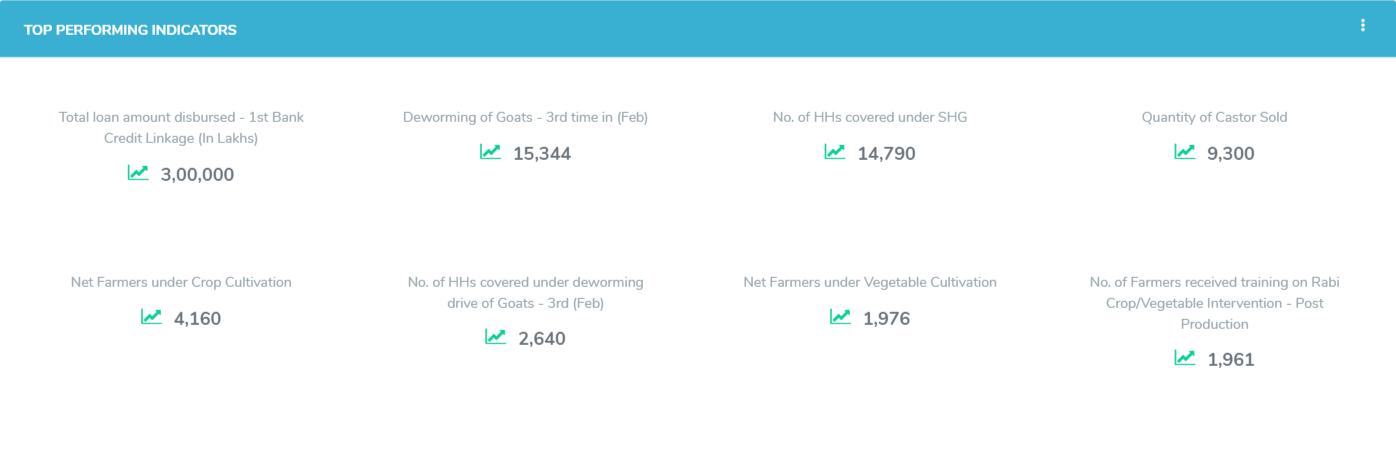 TOP PERFORMING INDICATORS
Total loan amount disbursed - 1st Bank
Credit Linkage (In Lakhs)
3,00,000
Deworming of Goats - 3rd time in (Feb)
15,344
No. of HHs covered under SHG
14,790
Quantity of Castor Sold
9,300
Net Farmers under Crop Cultivation
4,160
No. of HHs covered under deworming
drive of Goats - 3rd (Feb)
2,640
Net Farmers under Vegetable Cultivation
1,976
No. of Farmers received training on Rabi
Crop/Vegetable Intervention - Post
Production
1,961